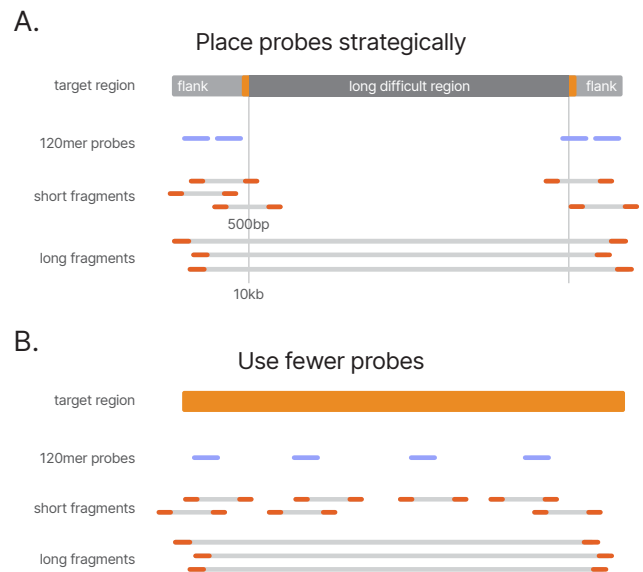 A.
Place probes strategically
target region
flank
long difficult region
flank
120mer probes
short fragments
500bp
long fragments
10kb
B.
Use fewer probes
target region
120mer probes
short fragments
long fragments